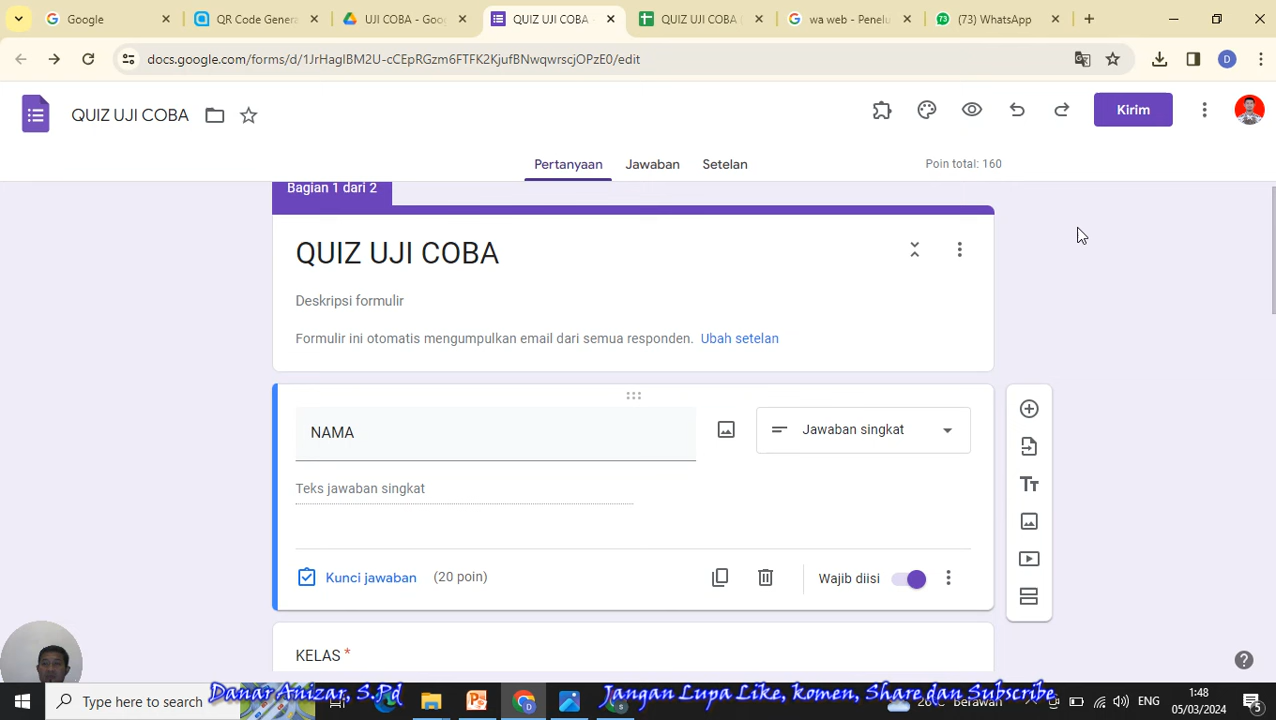 Google
QR Code Genera
UJI COBA - Goog
QUIZ UJI COBA -
QUIZ UJI COBA (
wa web - Penelu
(73) WhatsApp
docs.google.com/forms/d/1JrHagIBM2U-cCEpRGzm6FTFK2KjufBNwqwrscjOPzE0/edit
D
QUIZ UJI COBA
Kirim
Pertanyaan
Jawaban
Setelan
Poin total: 160
Bagian 1 dari 2
QUIZ UJI COBA
Deskripsi formulir
Formulir ini otomatis mengumpulkan email dari semua responden. Ubah setelan
NAMA
Jawaban singkat
Teks jawaban singkat
Kunci jawaban (20 poin)
Wajib diisi
KELAS *
Type here to search
Danar Anizar, S.Pd
Jangan Lupa Like, komen, Share dan Subscribe
ENG
1:48
05/03/2024
5